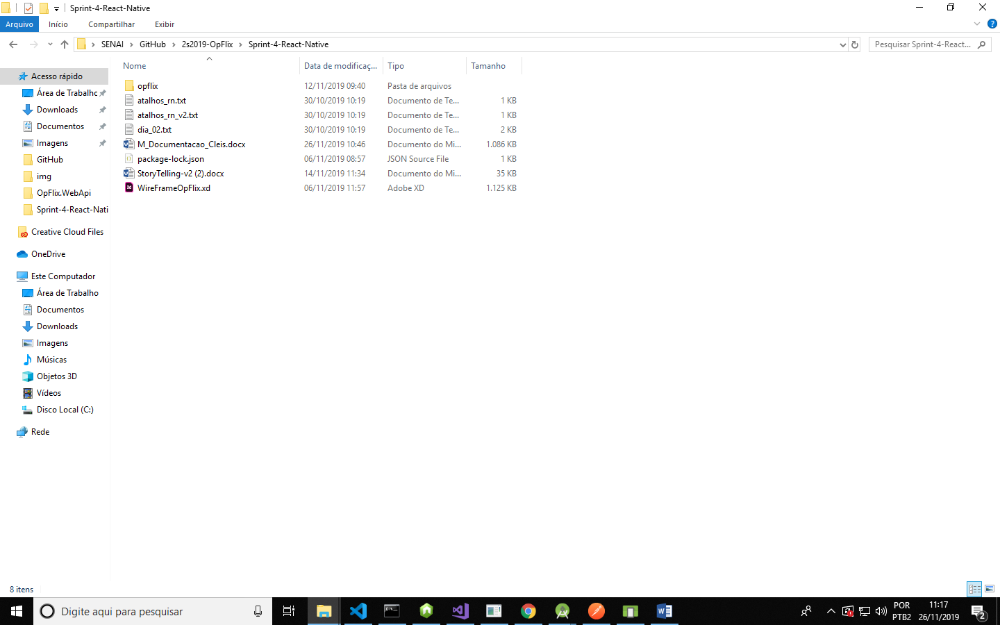 Sprint-4-React-Native
Arquivo Início Compartilhar Exibir
SENAI GitHub 2s2019-OpFlix Sprint-4-React-Native
Pesquisar Sprint-4-React...
Nome Data de modificaç... Tipo Tamanho
opflix 12/11/2019 09:40 Pasta de arquivos
atalhos_rn.txt 30/10/2019 10:19 Documento de Te... 1 KB
atalhos_rn_v2.txt 30/10/2019 10:19 Documento de Te... 1 KB
dia_02.txt 30/10/2019 10:19 Documento de Te... 2 KB
M_Documentacao_Cleis.docx 26/11/2019 10:46 Documento do Mi... 1.086 KB
package-lock.json 06/11/2019 08:57 JSON Source File 1 KB
StoryTelling-v2 (2).docx 14/11/2019 11:34 Documento do Mi... 35 KB
WireFrameOpFlix.xd 06/11/2019 11:57 Adobe XD 1.125 KB
Acesso rápido
Área de Trabalho
Downloads
Documentos
Imagens
GitHub
img
OpFlix.WebApi
Sprint-4-React-Nati
Creative Cloud Files
OneDrive
Este Computador
Área de Trabalho
Documentos
Downloads
Imagens
Músicas
Objetos 3D
Vídeos
Disco Local (C:)
Rede
8 itens
Digite aqui para pesquisar
POR
PTB2
11:17
26/11/2019
2